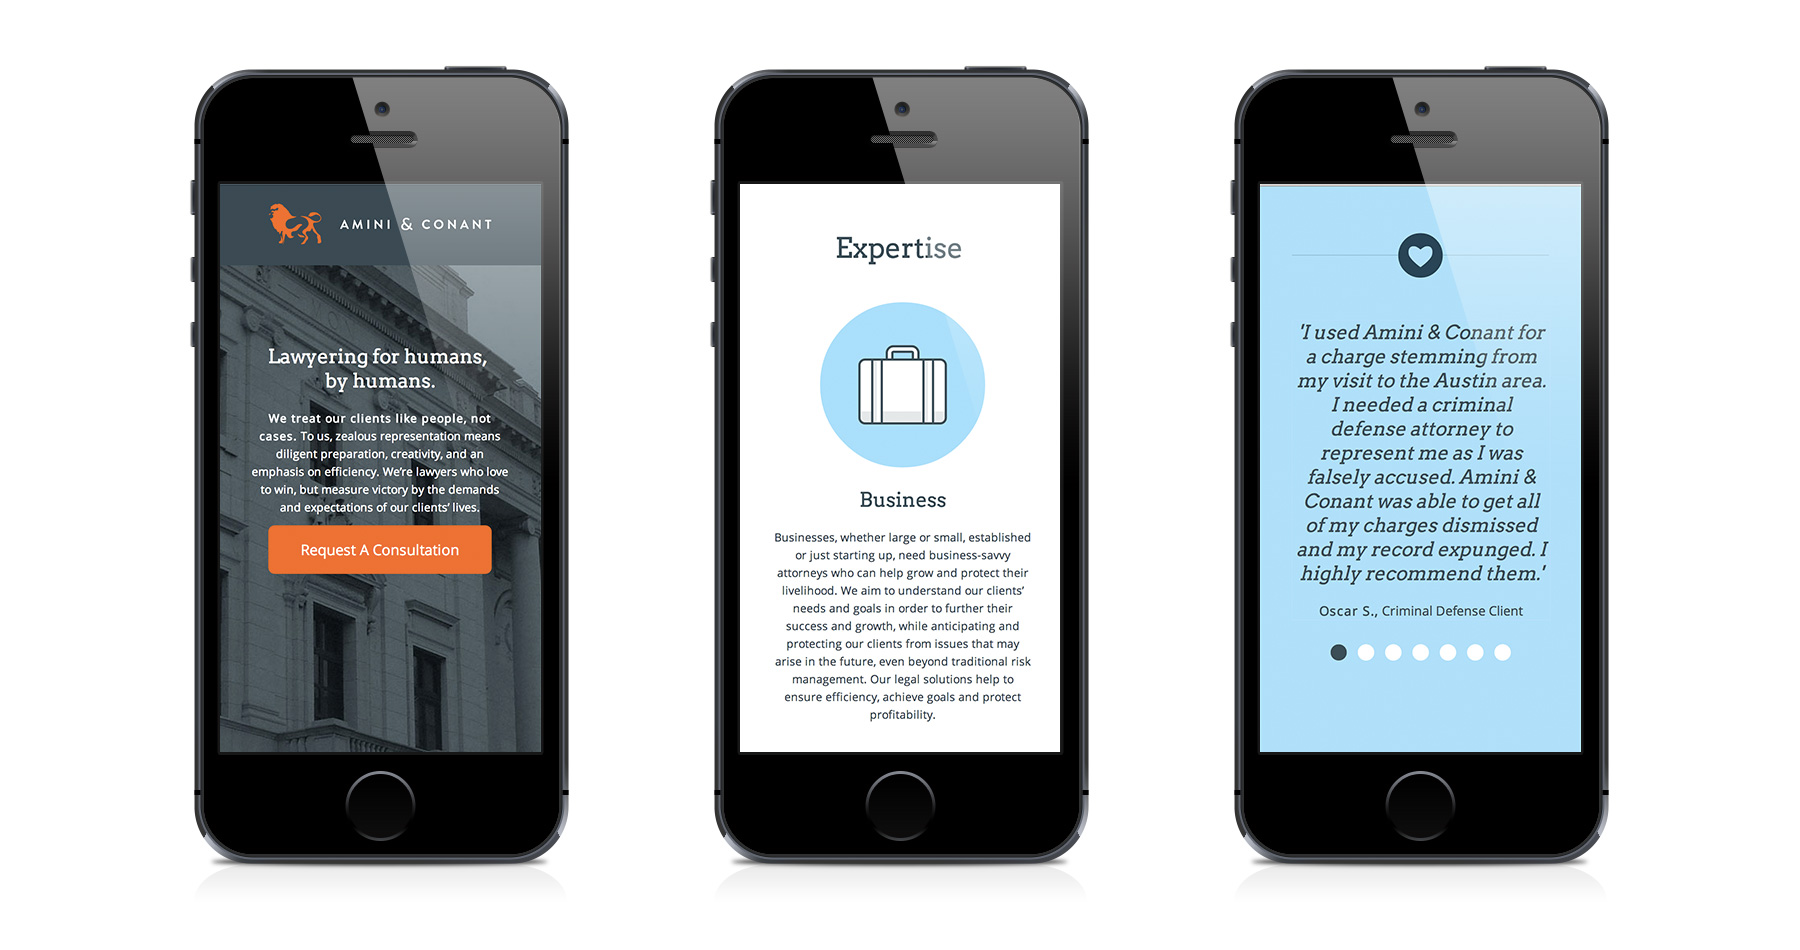 AMINI & CONANT
Lawyering for humans,
by humans.
We treat our clients like people, not
cases. To us, zealous representation means
diligent preparation, creativity, and an
emphasis on efficiency. We're lawyers who love
to win, but measure victory by the demands
and expectations of our clients' lives.
Request A Consultation
Expertise
Business
Businesses, whether large or small, established
or just starting up, need business-savvy
attorneys who can help grow and protect their
livelihood. We aim to understand our clients'
needs and goals in order to further their
success and growth, while anticipating and
protecting our clients from issues that may
arise in the future, even beyond traditional risk
management. Our legal solutions help to
ensure efficiency, achieve goals and protect
profitability.
'I used Amini & Conant for
a charge stemming from
my visit to the Austin area.
I needed a criminal
defense attorney to
represent me as I was
falsely accused. Amini &
Conant was able to get all
of my charges dismissed
and my record expunged. I
highly recommend them.'
Oscar S., Criminal Defense Client